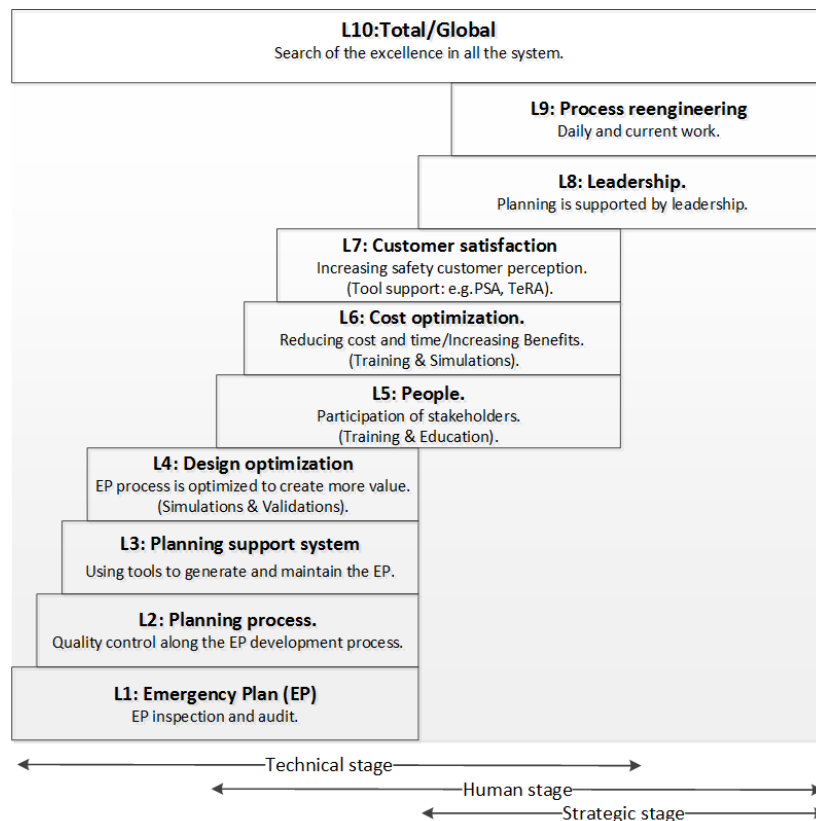 L10:Total/Global
Search of the excellence in all the system.
L9: Process reengineering
Daily and current work.
L8: Leadership.
Planning is supported by leadership.
L7: Customer satisfaction
Increasing safety customer perception.
(Tool support: e.g.PSA, TeRA).
L6: Cost optimization.
Reducing cost and time/Increasing Benefits.
(Training & Simulations).
L5: People.
Participation of stakeholders.
(Training & Education).
L4: Design optimization
EP process is optimized to create more value.
(Simulations & Validations).
L3: Planning support system
Using tools to generate and maintain the EP.
L2: Planning process.
Quality control along the EP development process.
L1: Emergency Plan (EP)
EP inspection and audit.
Technical stage
Human stage
Strategic stage